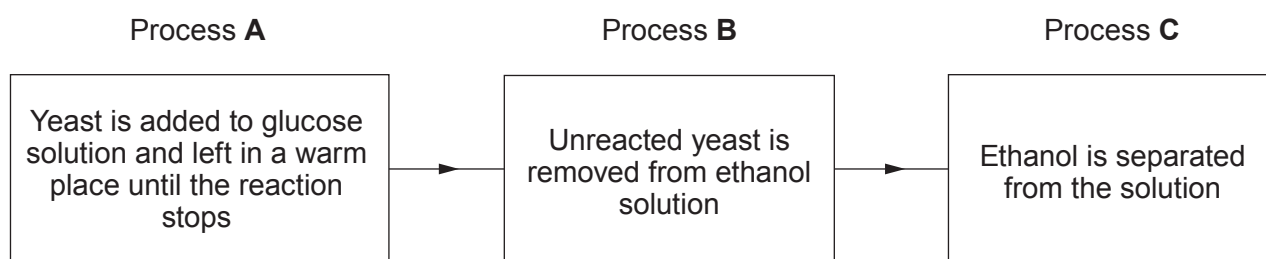 Process A
Process B
Process C
Yeast is added to glucose
solution and left in a warm
place until the reaction
stops
Unreacted yeast is
removed from ethanol
solution
Ethanol is separated
from the solution